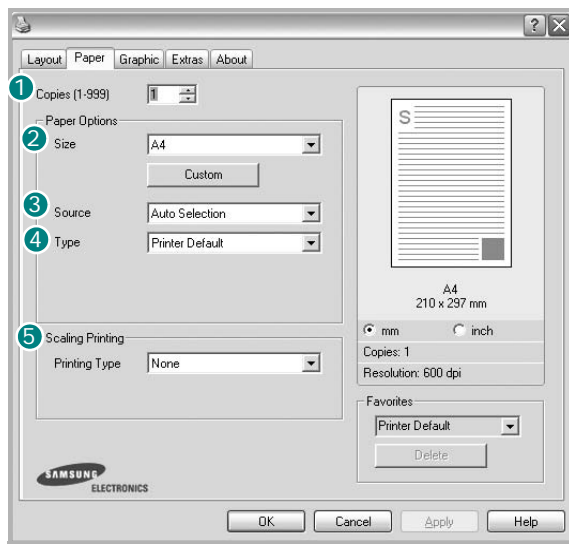 ?
Layout Paper Graphic Extras About
1 Copies (1-999) 1
Paper Options
2 Size A4
Custom
3 Source Auto Selection
4 Type Printer Default
5 Scaling Printing
Printing Type None
SAMSUNG
ELECTRONICS
S
A4
210 x 297 mm
mm inch
Copies: 1
Resolution: 600 dpi
Favorites
Printer Default
Delete
OK Cancel Apply Help